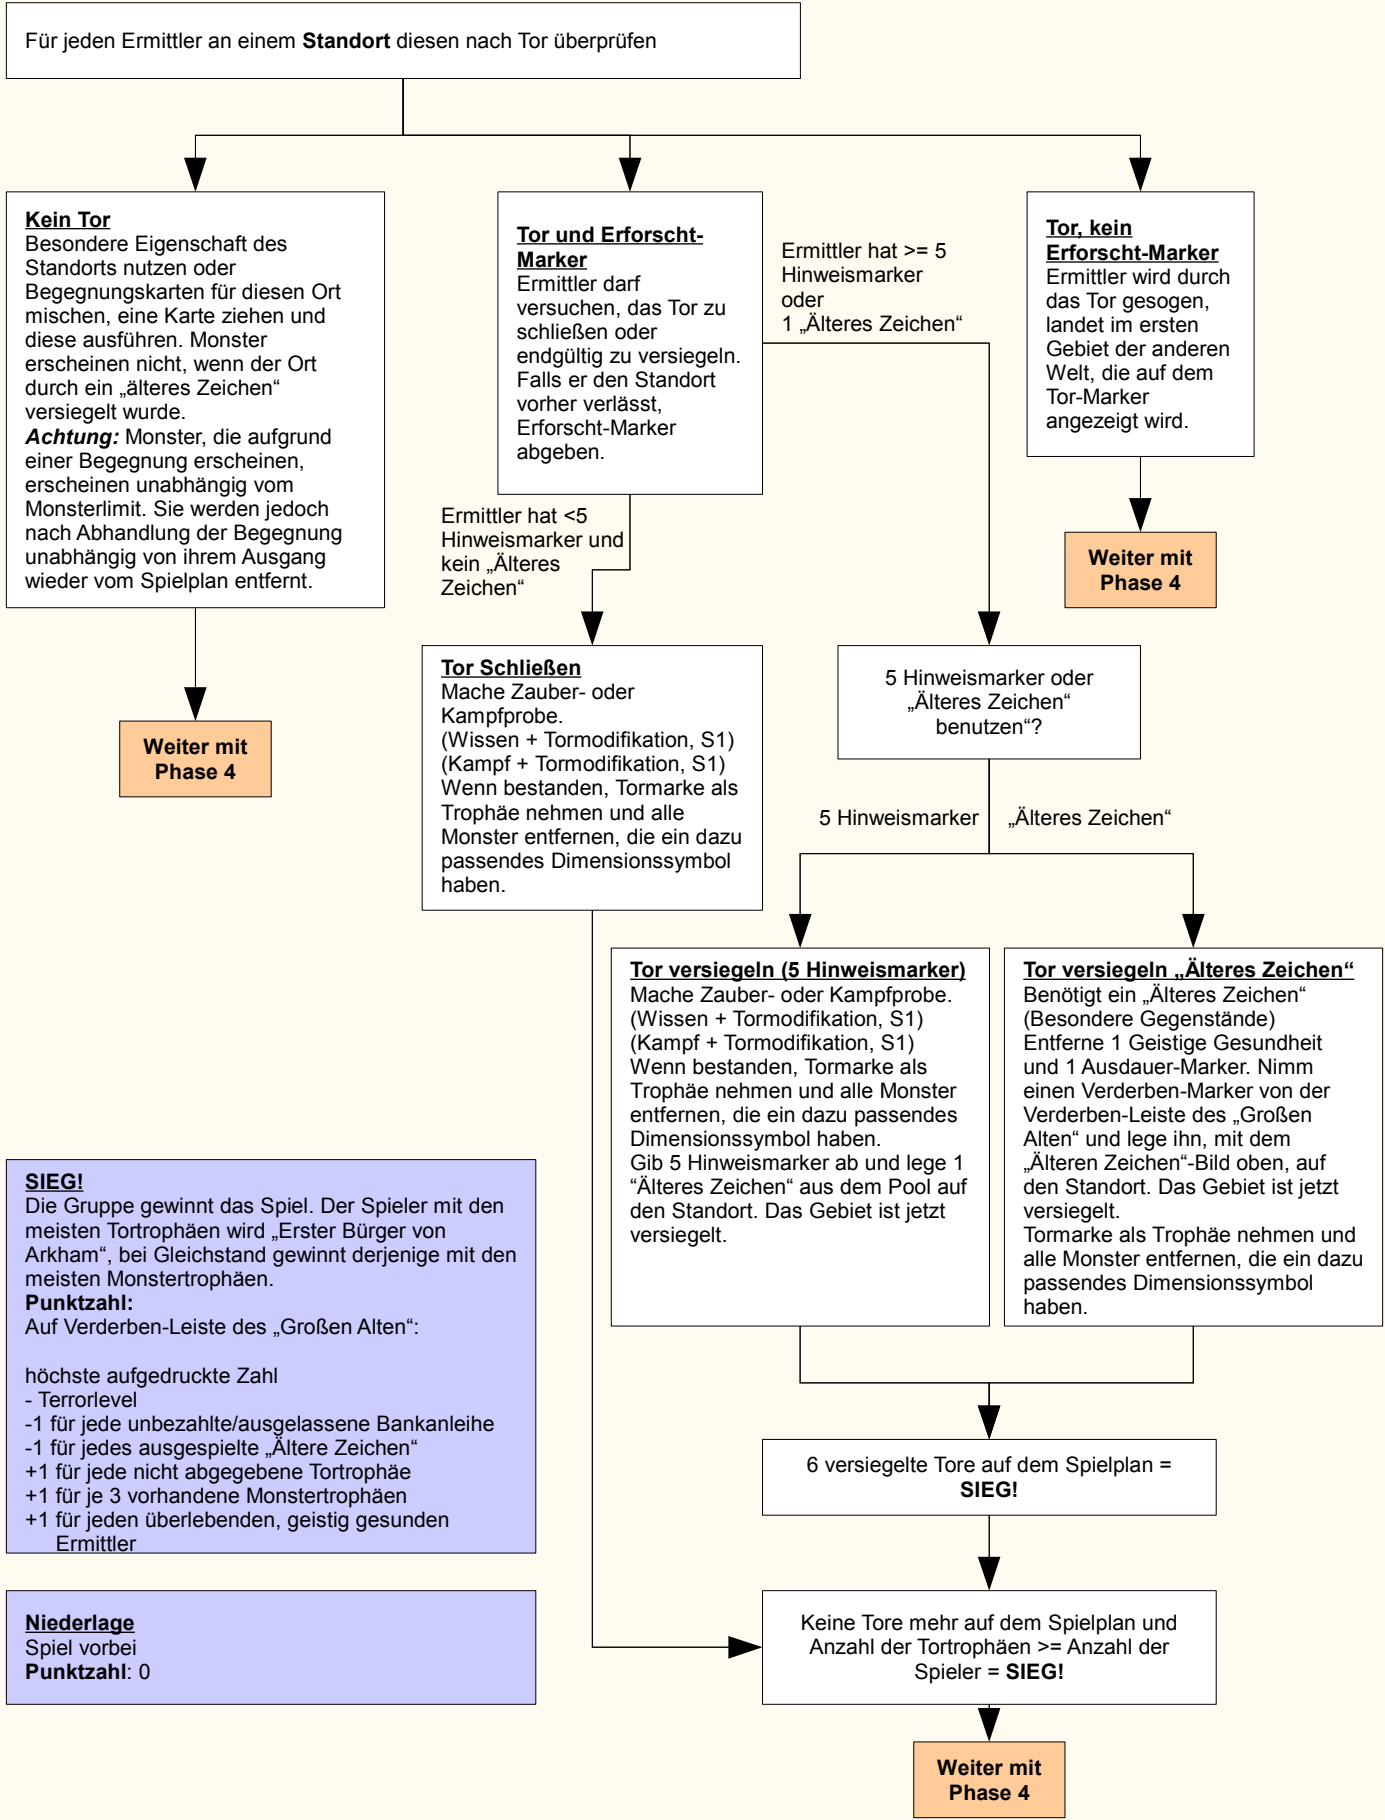 Für jeden Ermittler an einem Standort diesen nach Tor überprüfen
Kein Tor
Besondere Eigenschaft des
Standorts nutzen oder
Begegnungskarten für diesen Ort
mischen, eine Karte ziehen und
diese ausführen. Monster
erscheinen nicht, wenn der Ort
durch ein „älteres Zeichen“
versiegelt wurde.
Achtung: Monster, die aufgrund
einer Begegnung erscheinen,
erscheinen unabhängig vom
Monsterlimit. Sie werden jedoch
nach Abhandlung der Begegnung
unabhängig von ihrem Ausgang
wieder vom Spielplan entfernt.
Weiter mit
Phase 4
Tor und Erforscht-
Marker
Ermittler darf
versuchen, das Tor zu
schließen oder
endgültig zu versiegeln.
Falls er den Standort
vorher verlässt,
Erforscht-Marker
abgeben.
Ermittler hat >= 5
Hinweismarker
oder
1 „Älteres Zeichen“
Tor, kein
Erforscht-Marker
Ermittler wird durch
das Tor gesogen,
landet im ersten
Gebiet der anderen
Welt, die auf dem
Tor-Marker
angezeigt wird.
Weiter mit
Phase 4
Ermittler hat <5
Hinweismarker und
kein „Älteres
Zeichen“
Tor Schließen
Mache Zauber- oder
Kampfprobe.
(Wissen + Tormodifikation, S1)
(Kampf + Tormodifikation, S1)
Wenn bestanden, Tormarke als
Trophäe nehmen und alle
Monster entfernen, die ein dazu
passendes Dimensionssymbol
haben.
5 Hinweismarker oder
„Älteres Zeichen“
benutzen“?
5 Hinweismarker
„Älteres Zeichen“
Tor versiegeln (5 Hinweismarker)
Mache Zauber- oder Kampfprobe.
(Wissen + Tormodifikation, S1)
(Kampf + Tormodifikation, S1)
Wenn bestanden, Tormarke als
Trophäe nehmen und alle Monster
entfernen, die ein dazu passendes
Dimensionssymbol haben.
Gib 5 Hinweismarker ab und lege 1
“Älteres Zeichen“ aus dem Pool auf
den Standort. Das Gebiet ist jetzt
versiegelt.
Tor versiegeln „Älteres Zeichen“
Benötigt ein „Älteres Zeichen“
(Besondere Gegenstände)
Entferne 1 Geistige Gesundheit
und 1 Ausdauer-Marker. Nimm
einen Verderben-Marker von der
Verderben-Leiste des „Großen
Alten“ und lege ihn, mit dem
„Älteren Zeichen“-Bild oben, auf
den Standort. Das Gebiet ist jetzt
versiegelt.
Tormarke als Trophäe nehmen und
alle Monster entfernen, die ein dazu
passendes Dimensionssymbol
haben.
SIEG!
Die Gruppe gewinnt das Spiel. Der Spieler mit den
meisten Tortrophäen wird „Erster Bürger von
Arkham“, bei Gleichstand gewinnt derjenige mit den
meisten Monstertrophäen.
Punktzahl:
Auf Verderben-Leiste des „Großen Alten“:
höchste aufgedruckte Zahl
- Terrorlevel
-1 für jede unbezahlte/ausgelassene Bankanleihe
-1 für jedes ausgespielte „Ältere Zeichen“
+1 für jede nicht abgegebene Tortrophäe
+1 für je 3 vorhandene Monstertrophäen
+1 für jeden überlebenden, geistig gesunden
Ermittler
6 versiegelte Tore auf dem Spielplan =
SIEG!
Niederlage
Spiel vorbei
Punktzahl: 0
Keine Tore mehr auf dem Spielplan und
Anzahl der Tortrophäen >= Anzahl der
Spieler = SIEG!
Weiter mit
Phase 4